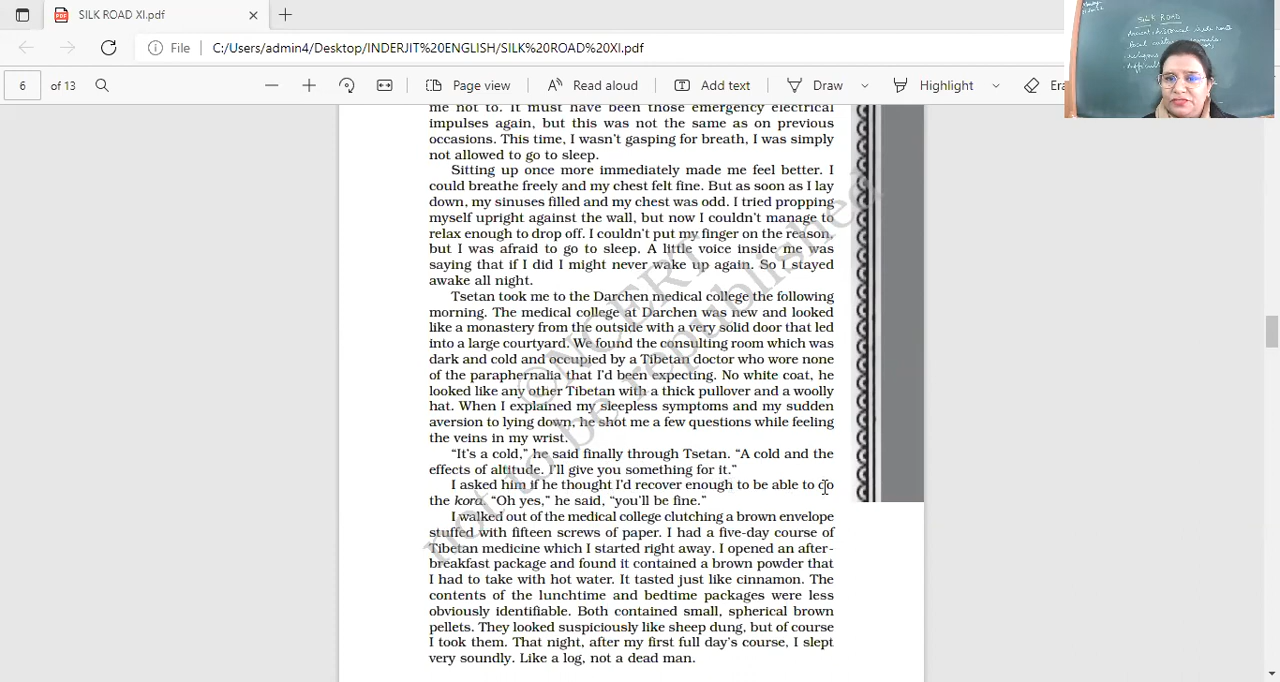 SILK ROAD XI.pdf
File
C:/Users/admin4/Desktop/INDERJIT%20ENGLISH/SILK%20ROAD%20XI.pdf
6 of 13
Page view
Read aloud
Add text
Draw
Highlight
Era
SILK ROAD
me not to. It must have been those emergency electrical
impulses again, but this was not the same as on previous
occasions. This time, I wasn't gasping for breath, I was simply
not allowed to go to sleep.
Sitting up once more immediately made me feel better. I
could breathe freely and my chest felt fine. But as soon as I lay
down, my sinuses filled and my chest was odd. I tried propping
myself upright against the wall, but now I couldn't manage to
relax enough to drop off. I couldn't put my finger on the reason,
but I was afraid to go to sleep. A little voice inside me was
saying that if I did I might never wake up again. So I stayed
awake all night.
Tsetan took me to the Darchen medical college the following
morning. The medical college at Darchen was new and looked
like a monastery from the outside with a very solid door that led
into a large courtyard. We found the consulting room which was
dark and cold and occupied by a Tibetan doctor who wore none
of the paraphernalia that I'd been expecting. No white coat, he
looked like any other Tibetan with a thick pullover and a woolly
hat. When I explained my sleepless symptoms and my sudden
aversion to lying down, he shot me a few questions while feeling
the veins in my wrist.
“It's a cold,” he said finally through Tsetan. “A cold and the
effects of altitude. I'll give you something for it.”
I asked him if he thought I'd recover enough to be able to do
the kora. “Oh yes,” he said, “you'll be fine.”
I walked out of the medical college clutching a brown envelope
stuffed with fifteen screws of paper. I had a five-day course of
Tibetan medicine which I started right away. I opened an after-
breakfast package and found it contained a brown powder that
I had to take with hot water. It tasted just like cinnamon. The
contents of the lunchtime and bedtime packages were less
obviously identifiable. Both contained small, spherical brown
pellets. They looked suspiciously like sheep dung, but of course
I took them. That night, after my first full day's course, I slept
very soundly. Like a log, not a dead man.
©NCERT
not to be republished